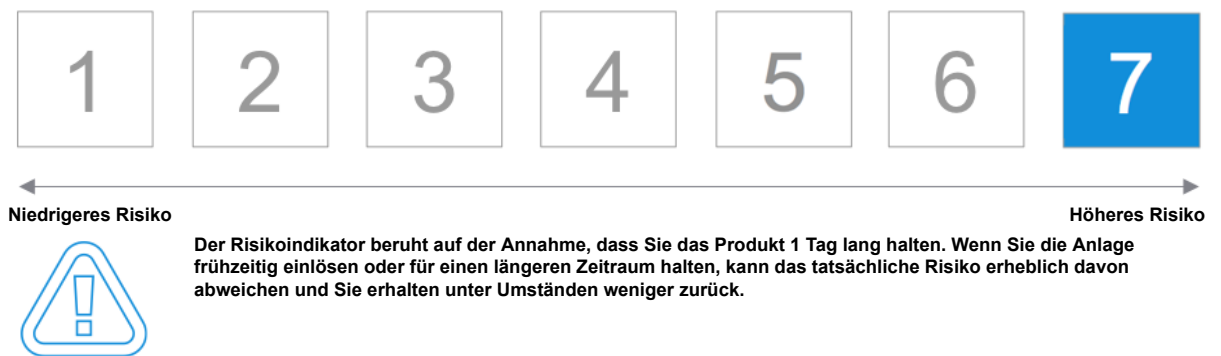 1 2 3 4 5 6 7
Niedrigeres Risiko Höheres Risiko
Der Risikoindikator beruht auf der Annahme, dass Sie das Produkt 1 Tag lang halten. Wenn Sie die Anlage
frühzeitig einlösen oder für einen längeren Zeitraum halten, kann das tatsächliche Risiko erheblich davon
abweichen und Sie erhalten unter Umständen weniger zurück.